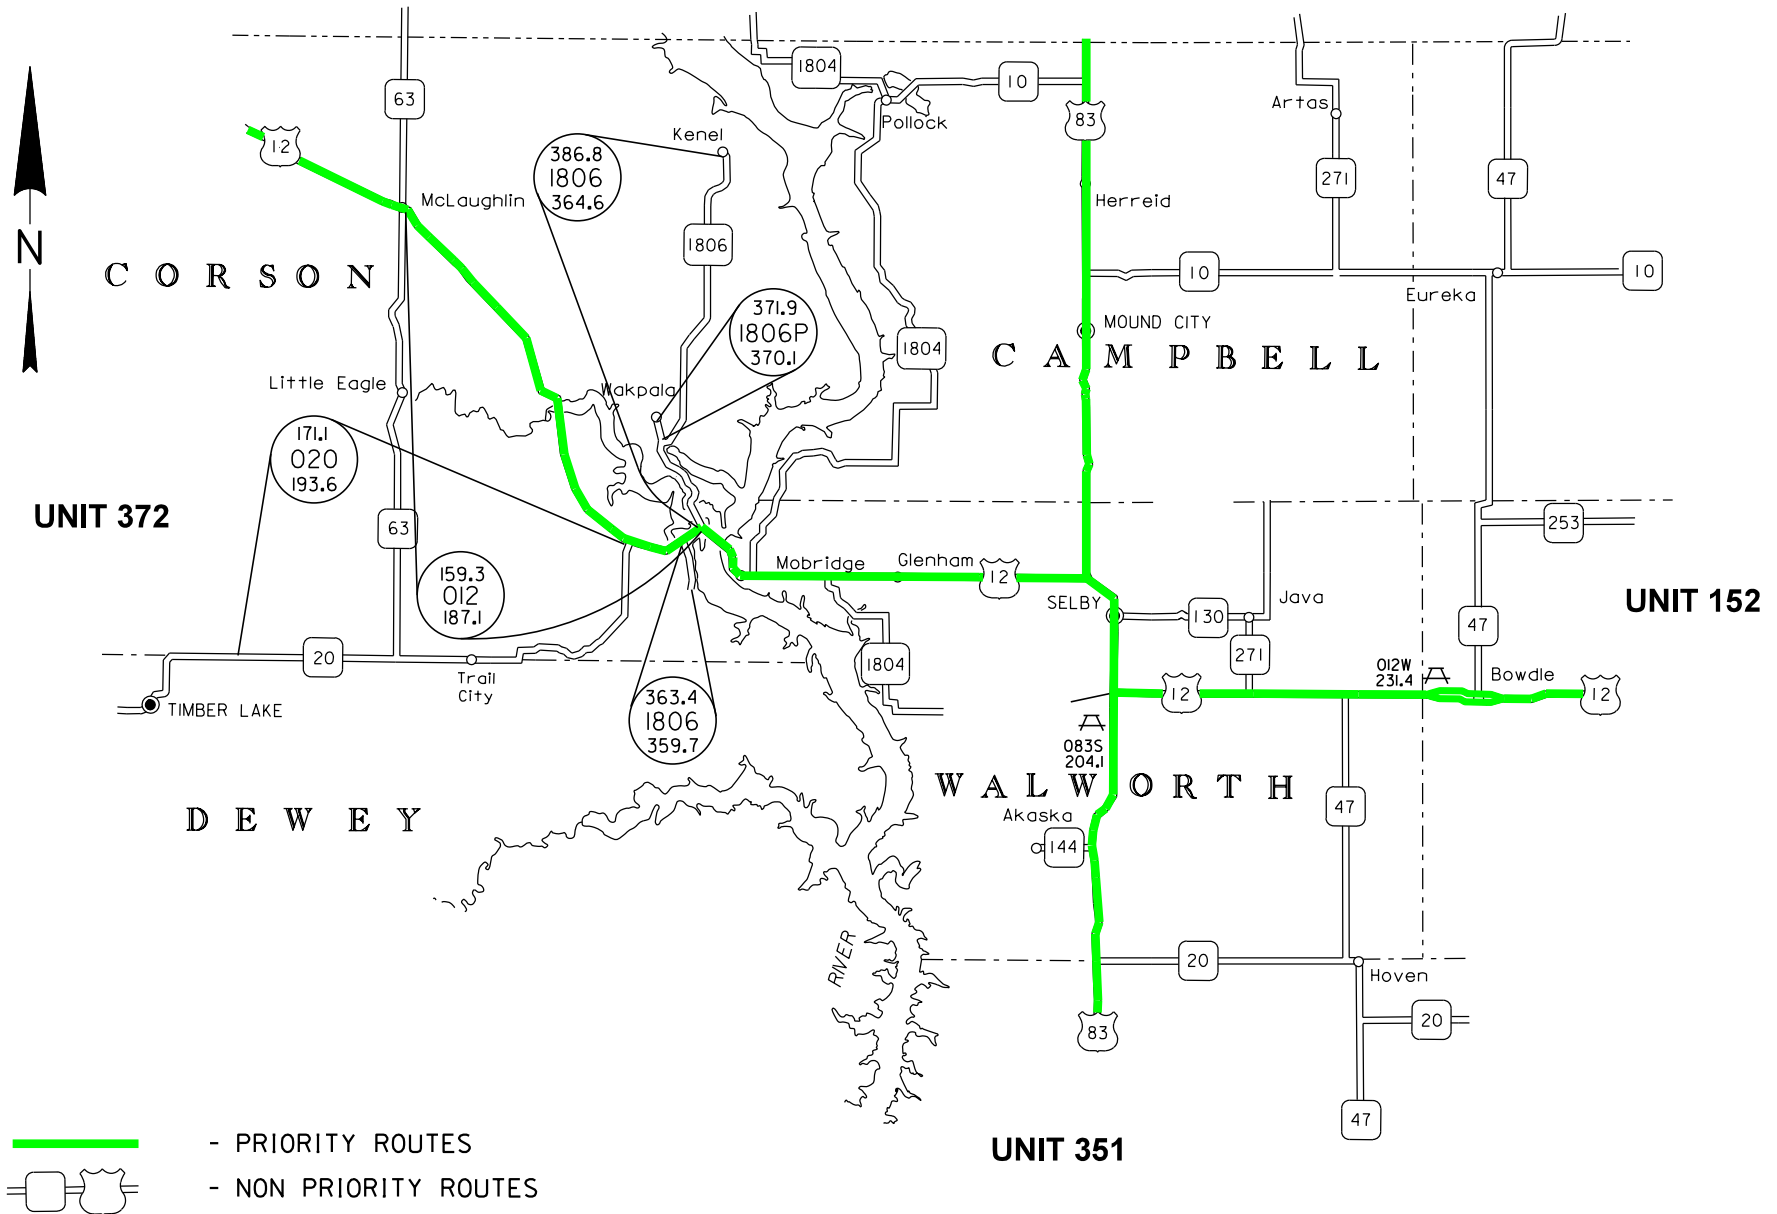 1804
10
63
83
Artas
Pollock
12
Kenel
386.8
1806
364.6
271
47
McLaughlin
Herreid
N
1806
CORSON
10
10
Eureka
371.9
1806P
370.1
MOUND CITY
1804
CAMPBELL
Little Eagle
Wakpala
171.1
020
193.6
UNIT 372
63
253
Mobridge
Glenham
12
159.3
012
187.1
SELBY
130
Java
UNIT 152
47
20
Trail
City
1804
271
012W
231.4
Bowdle
12
12
TIMBER LAKE
363.4
1806
359.7
083S
204.1
WALWORTH
47
DEWEY
Akaska
144
RIVER
20
Hoven
20
83
47
- PRIORITY ROUTES
UNIT 351
- NON PRIORITY ROUTES